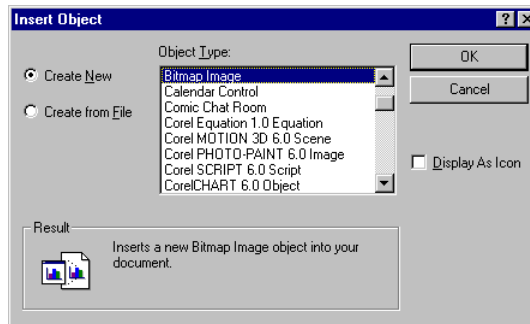 Insert Object
Object Type:
Create New
Create from File
Bitmap Image
Calendar Control
Comic Chat Room
Corel Equation 1.0 Equation
Corel MOTION 3D 6.0 Scene
Corel PHOTO-PAINT 6.0 Image
Corel SCRIPT 6.0 Script
CorelCHART 6.0 Object
OK
Cancel
Display As Icon
Result
Inserts a new Bitmap Image object into your
document.